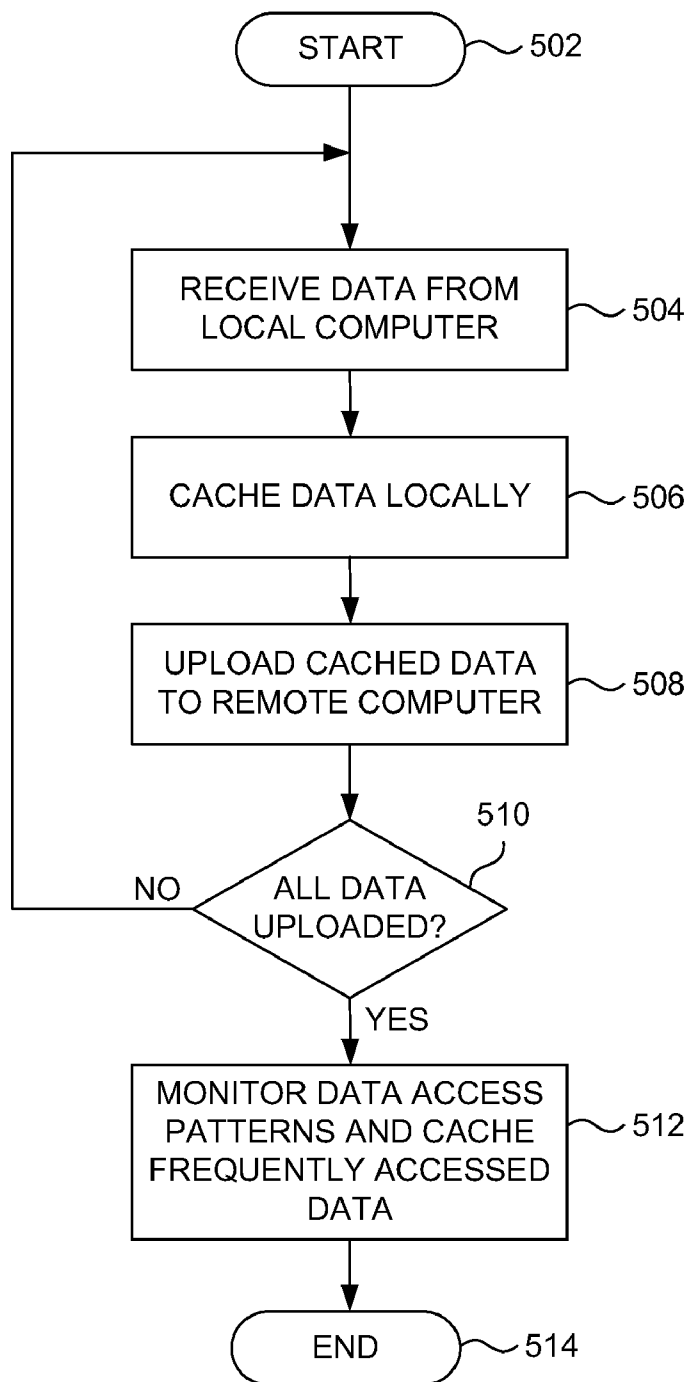 START
502
RECEIVE DATA FROM
LOCAL COMPUTER
504
CACHE DATA LOCALLY
506
UPLOAD CACHED DATA
TO REMOTE COMPUTER
508
510
ALL DATA
UPLOADED?
NO
YES
MONITOR DATA ACCESS
PATTERNS AND CACHE
FREQUENTLY ACCESSED
DATA
512
END
514